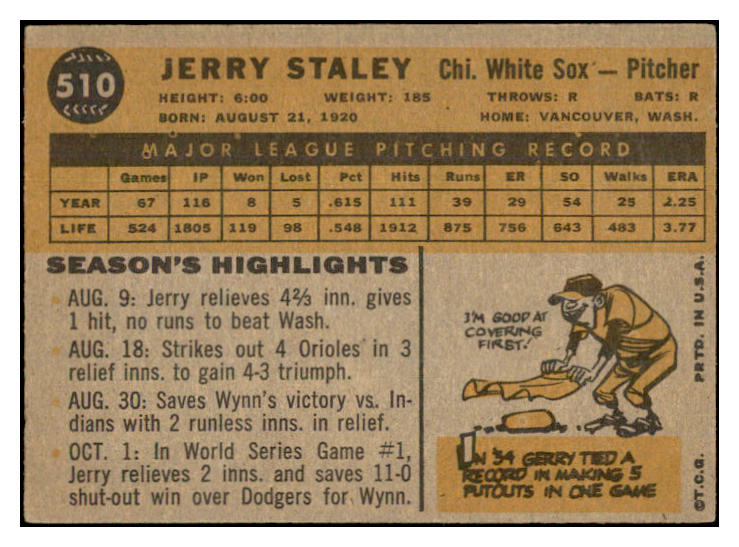 510
JERRY STALEY Chi. White Sox — Pitcher
HEIGHT: 6:00 WEIGHT: 185 THROWS: R BATS: R
BORN: AUGUST 21, 1920 HOME: VANCOUVER, WASH.
MAJOR LEAGUE PITCHING RECORD
Games IP Won Lost Pct Hits Runs ER SO Walks ERA
YEAR 67 116 8 5 .615 111 39 29 54 25 2.25
LIFE 524 1805 119 98 .548 1912 875 756 643 483 3.77
SEASON'S HIGHLIGHTS
AUG. 9: Jerry relieves 4⅔ inn. gives
1 hit, no runs to beat Wash.
AUG. 18: Strikes out 4 Orioles in 3
relief inns. to gain 4-3 triumph.
AUG. 30: Saves Wynn's victory vs. In-
dians with 2 runless inns. in relief.
OCT. 1: In World Series Game #1,
Jerry relieves 2 inns. and saves 11-0
shut-out win over Dodgers for Wynn.
I'M GOOD AT
COVERING
FIRST!
IN '54 GERRY TIED A
RECORD IN MAKING 5
PUTOUTS IN ONE GAME
©T.C.G. PRTD. IN U.S.A.